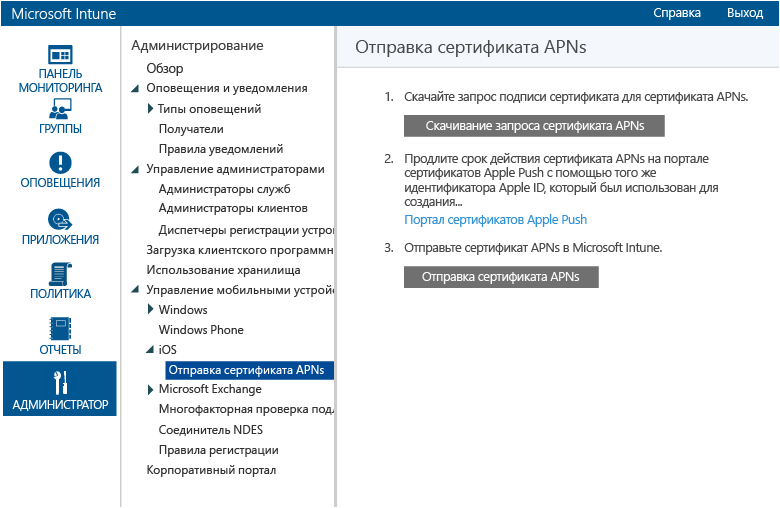 Microsoft Intune
Справка
Выход
ПАНЕЛЬ
МОНИТОРИНГА
ГРУППЫ
ОПОВЕЩЕНИЯ
ПРИЛОЖЕНИЯ
ПОЛИТИКА
ОТЧЕТЫ
АДМИНИСТРАТОР
Администрирование
Обзор
Оповещения и уведомления
Типы оповещений
Получатели
Правила уведомлений
Управление администраторами
Администраторы служб
Администраторы клиентов
Диспетчеры регистрации устро
Загрузка клиентского программн
Использование хранилища
Управление мобильными устрой
Windows
Windows Phone
iOS
Отправка сертификата APNs
Microsoft Exchange
Многофакторная проверка под
Соединитель NDES
Правила регистрации
Корпоративный портал
Отправка сертификата APNs
1. Скачайте запрос подписи сертификата для сертификата APNs.
Скачивание запроса сертификата APNs
2. Продлите срок действия сертификата APNs на портале
сертификатов Apple Push с помощью того же
идентификатора Apple ID, который был использован для
создания...
Портал сертификатов Apple Push
3. Отправьте сертификат APNs в Microsoft Intune.
Отправка сертификата APNs